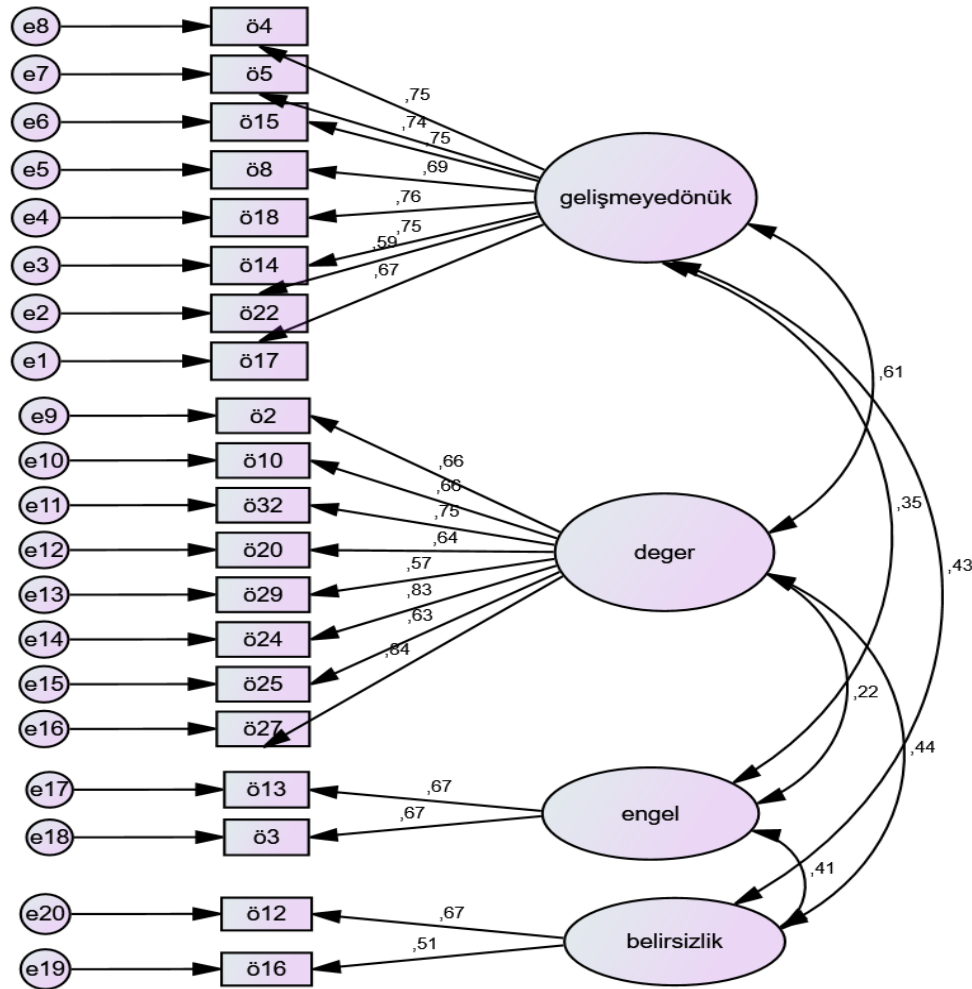 e8
ö4
e7
ö5
,75
e6
ö15
,74
,75
e5
ö8
,69
e4
ö18
,76
gelişmeyedönük
e3
ö14
,75
,59
e2
ö22
,67
e1
ö17
,61
e9
ö2
e10
ö10
,66
e11
ö32
,66
,75
,35
e12
ö20
,64
deger
,43
e13
ö29
,57
e14
ö24
,83
e15
ö25
,63
e16
ö27
,84
,22
,44
e17
ö13
,67
e18
ö3
,67
engel
,41
e20
ö12
,67
e19
ö16
,51
belirsizlik